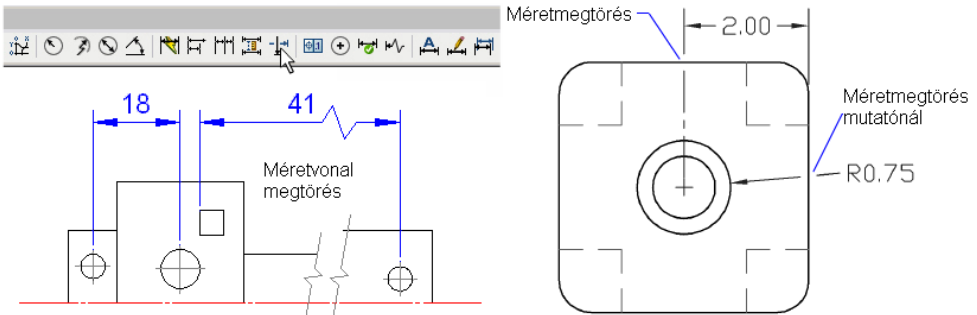 Méretmegtörés
2.00
18
41
Méretvonal
megtörés
Méretmegtörés
mutatónál
R0.75